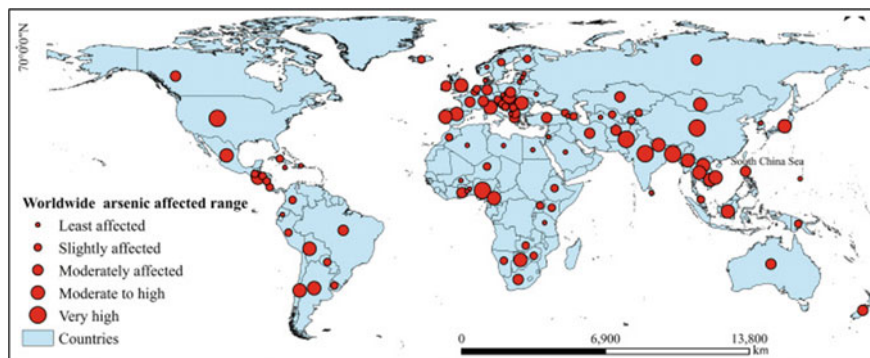 70°0'0"N
South China Sea
Worldwide arsenic affected range
Least affected
Slightly affected
Moderately affected
Moderate to high
Very high
Countries
0 6,900 13,800
km